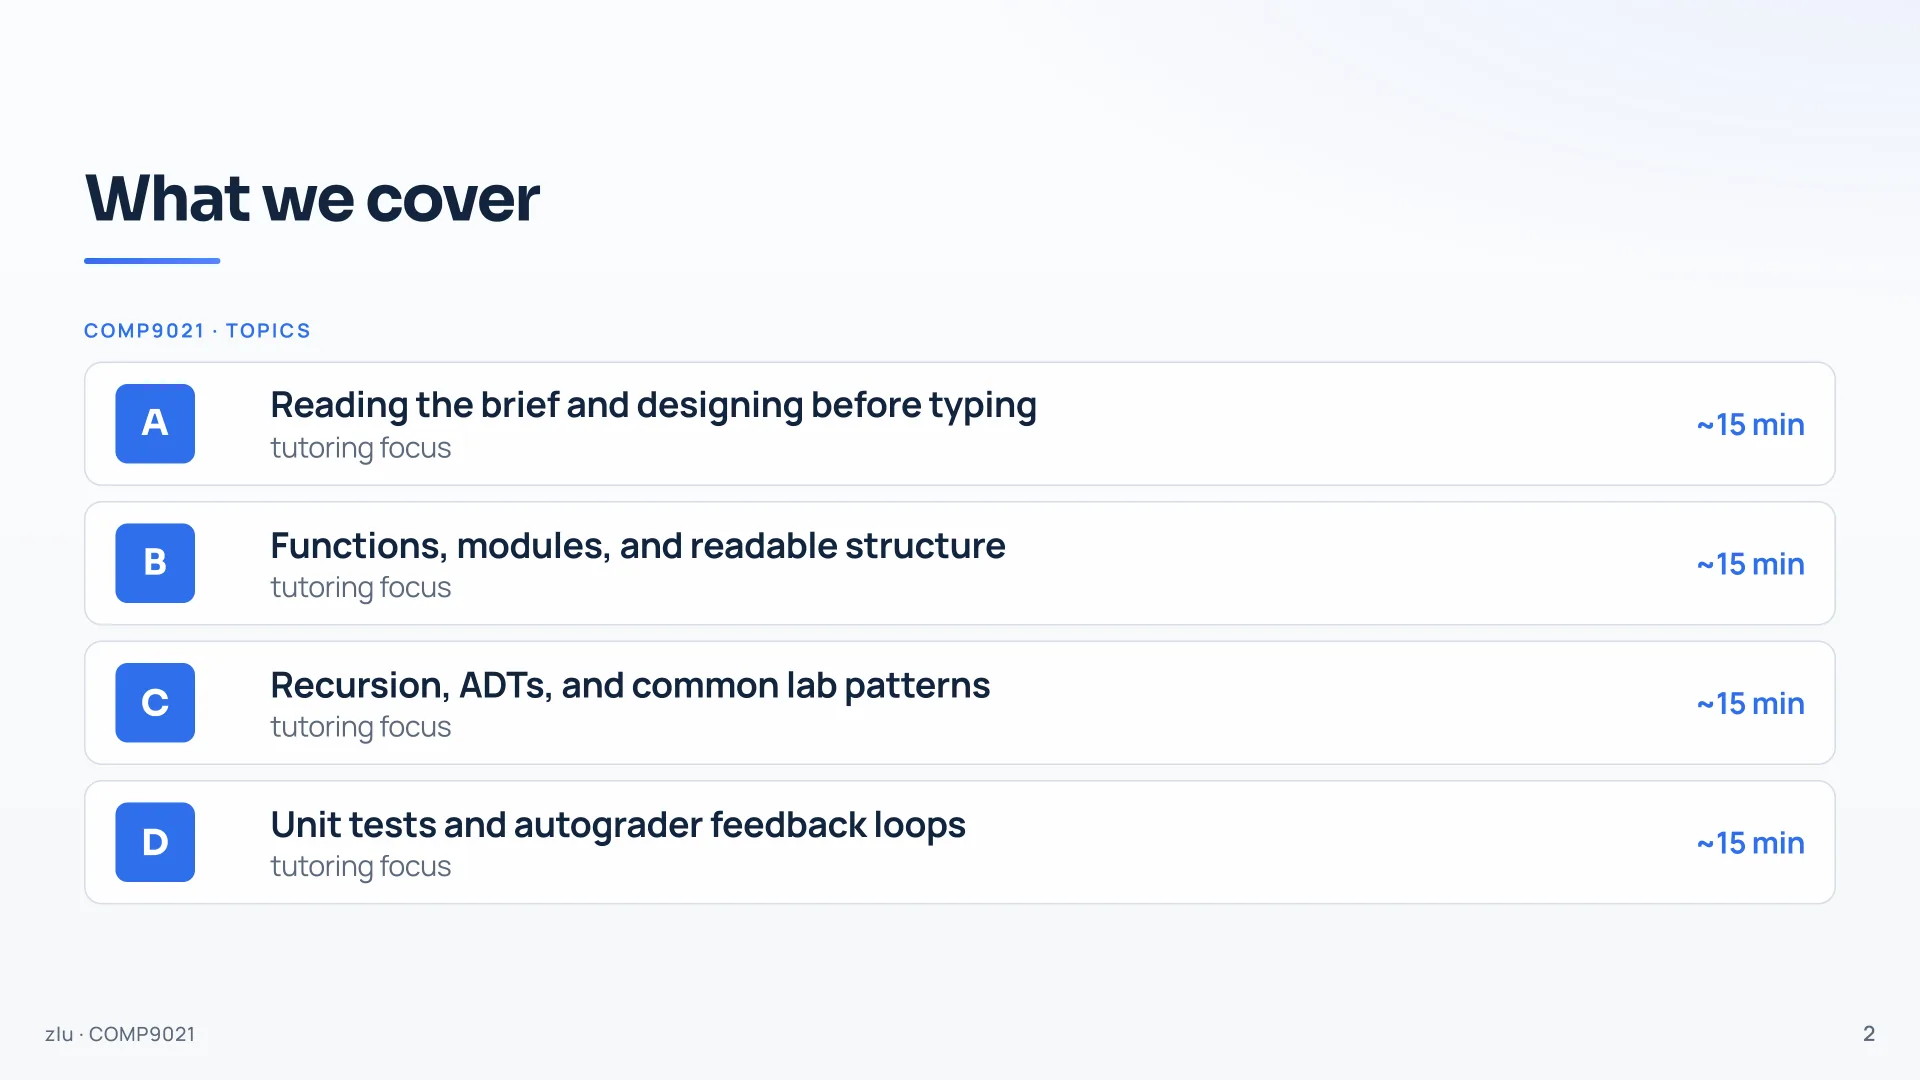 What we cover
COMP9021 · TOPICS
A
Reading the brief and designing before typing
tutoring focus
~15 min
B
Functions, modules, and readable structure
tutoring focus
~15 min
C
Recursion, ADTs, and common lab patterns
tutoring focus
~15 min
D
Unit tests and autograder feedback loops
tutoring focus
~15 min
zlu · COMP9021
2